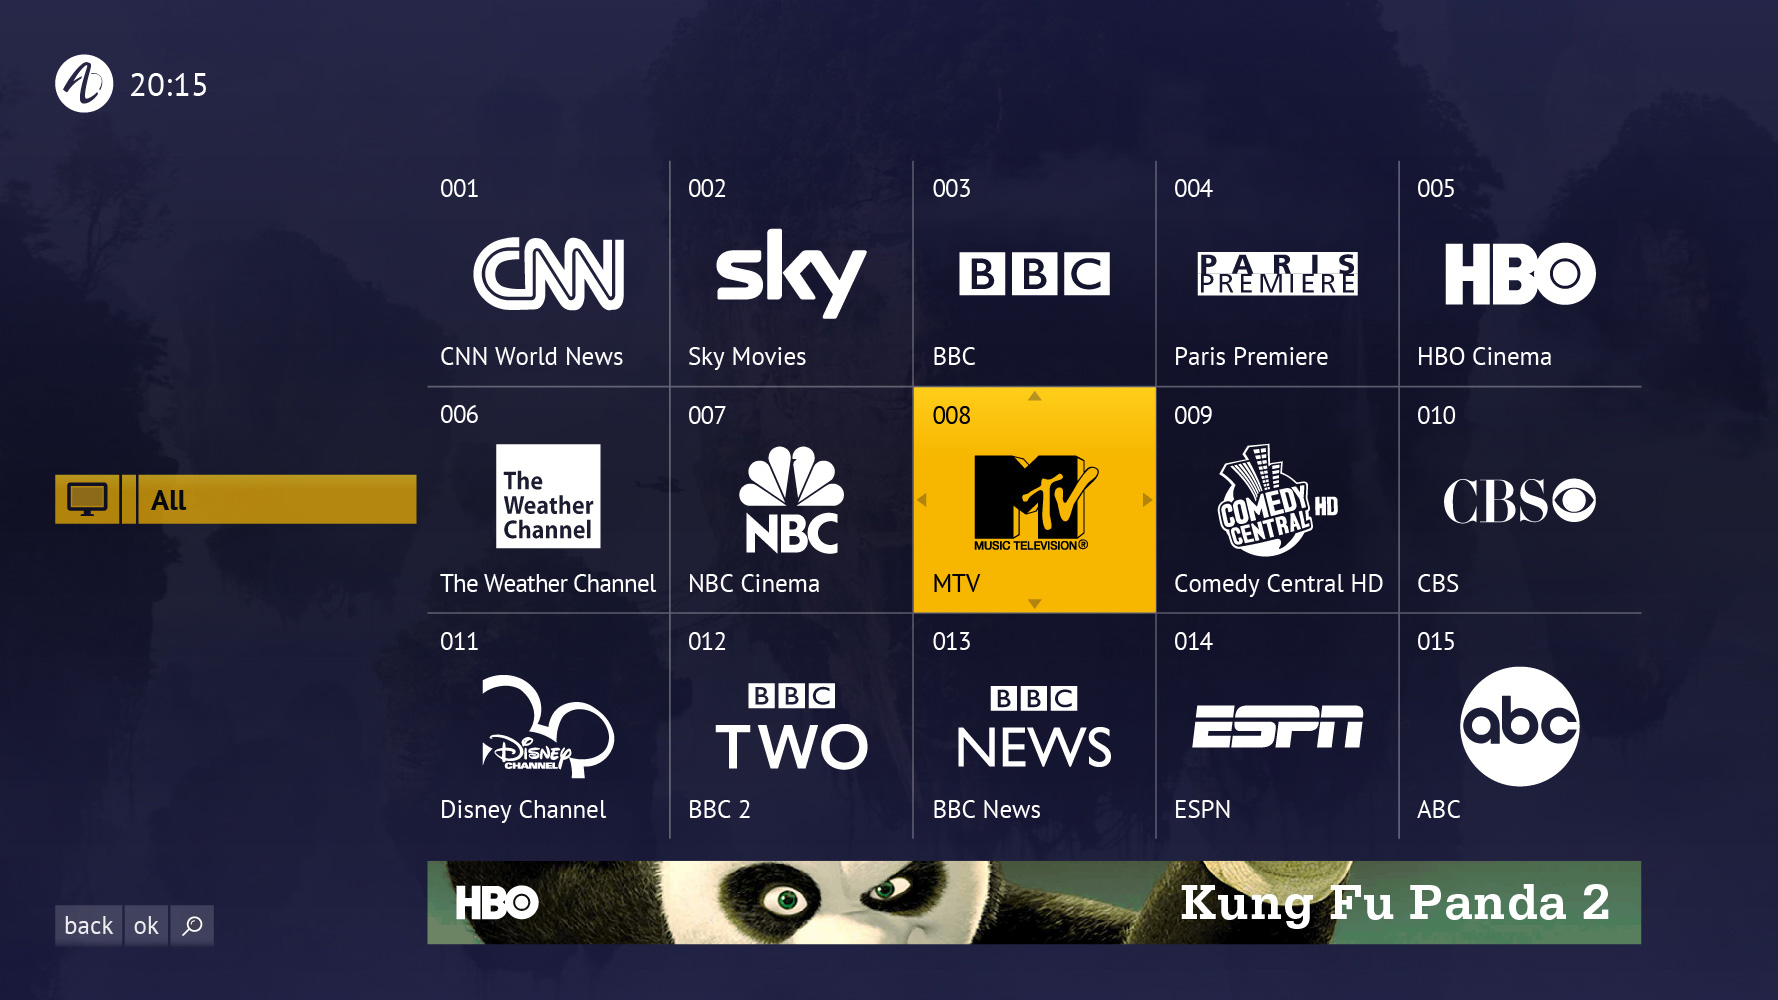 20:15
001
002
003
004
005
CNN
sky
BBC
PARIS
PREMIERE
HBO
CNN World News
Sky Movies
BBC
Paris Premiere
HBO Cinema
006
007
008
009
010
The
Weather
Channel
NBC
MTV
MUSIC TELEVISION®
COMEDY
CENTRAL
HD
CBS
All
The Weather Channel
NBC Cinema
MTV
Comedy Central HD
CBS
011
012
013
014
015
Disney
CHANNEL
BBC
TWO
BBC
NEWS
ESPN
abc
Disney Channel
BBC 2
BBC News
ESPN
ABC
HBO
Kung Fu Panda 2
back
ok